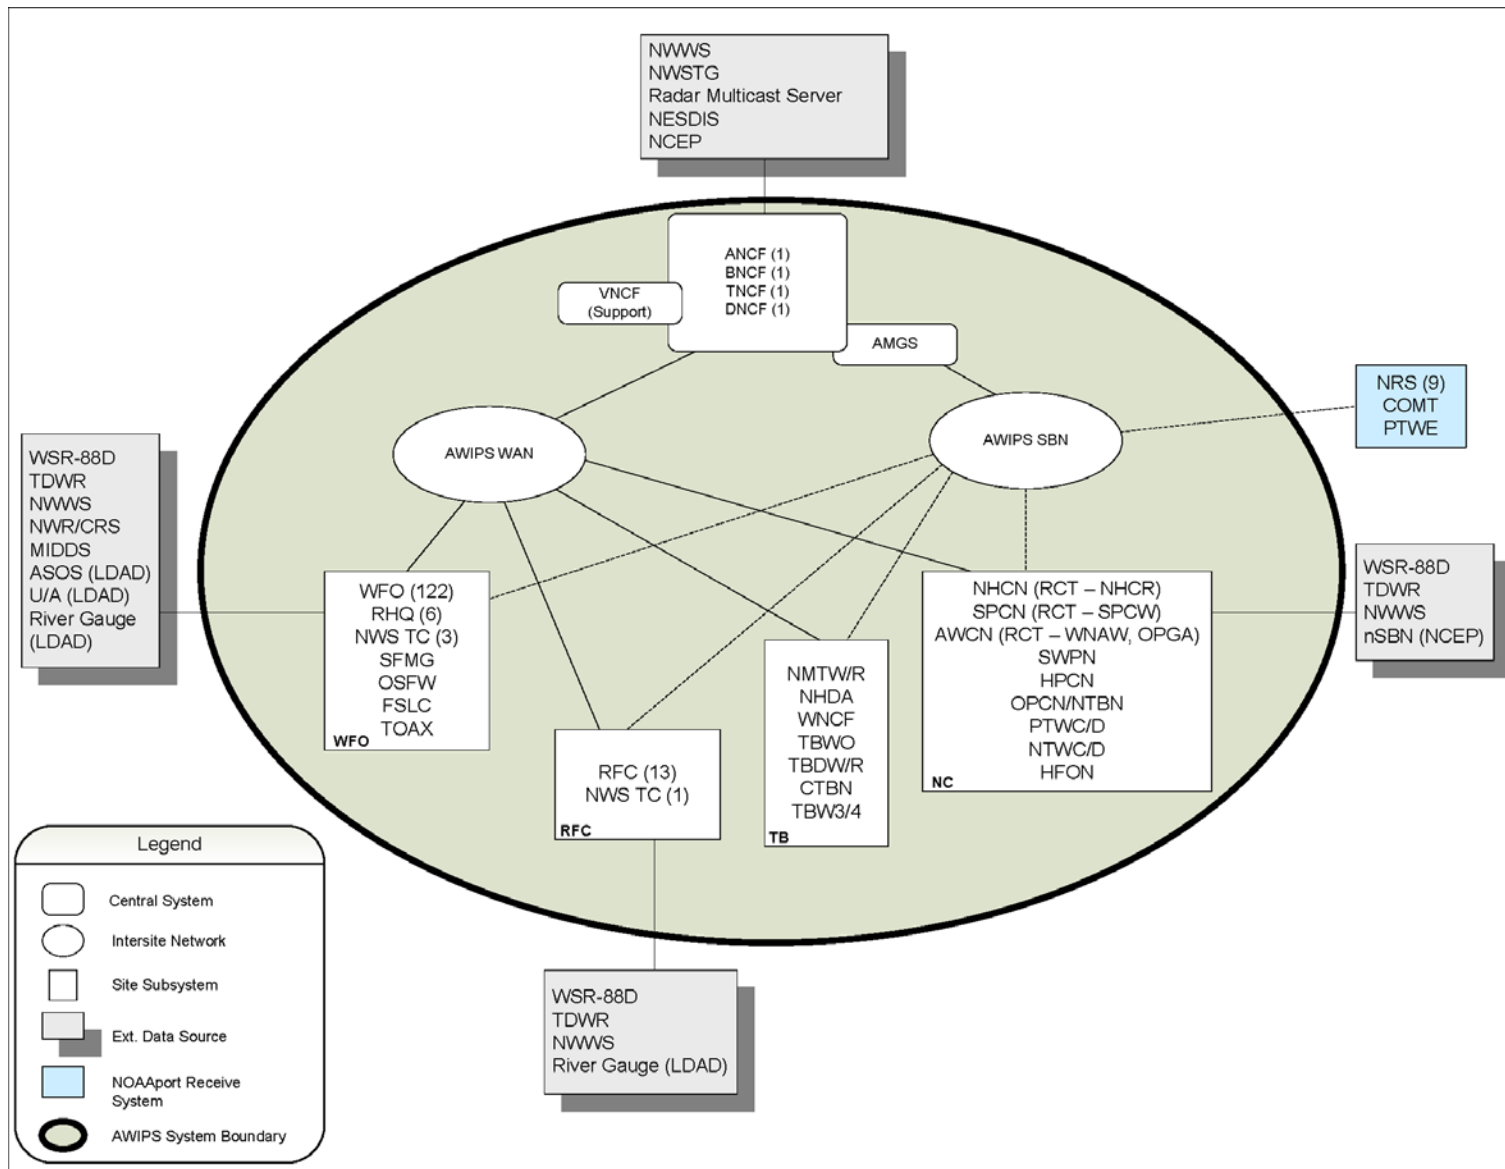 NWWS
NWSTG
Radar Multicast Server
NESDIS
NCEP
ANCF (1)
BNCF (1)
TNCF (1)
DNCF (1)
VNCF
(Support)
AMGS
NRS (9)
COMT
PTWE
AWIPS WAN
AWIPS SBN
WSR-88D
TDWR
NWWS
NWR/CRS
MIDDS
ASOS (LDAD)
U/A (LDAD)
River Gauge
(LDAD)
WFO (122)
RHQ (6)
NWS TC (3)
SFMG
OSFW
FSLC
TOAX
WFO
RFC (13)
NWS TC (1)
RFC
NMTW/R
NHDA
WNCF
TBWO
TBDW/R
CTBN
TBW3/4
TB
NHCN (RCT – NHCR)
SPCN (RCT – SPCW)
AWCN (RCT – WNAW, OPGA)
SWPN
HPCN
OPCN/NTBN
PTWC/D
NTWC/D
HFON
NC
WSR-88D
TDWR
NWWS
nSBN (NCEP)
WSR-88D
TDWR
NWWS
River Gauge (LDAD)
Legend
Central System
Intersite Network
Site Subsystem
Ext. Data Source
NOAAport Receive
System
AWIPS System Boundary